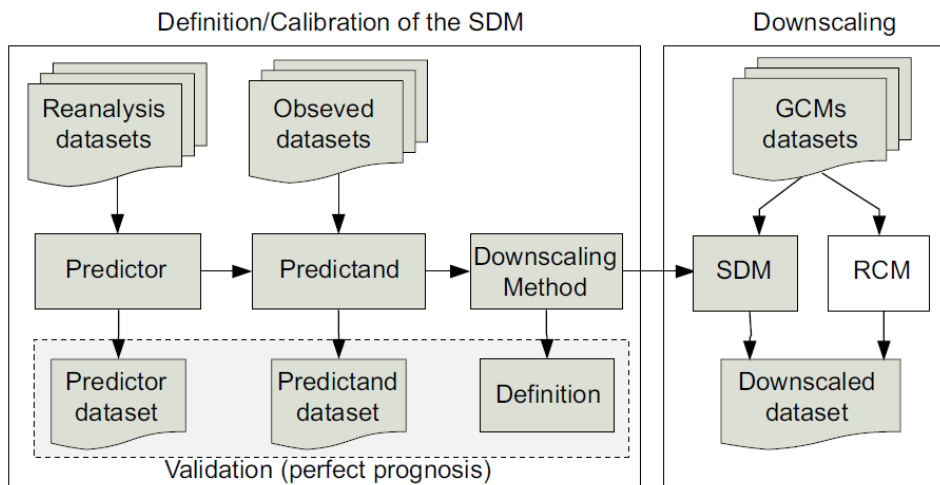 Definition/Calibration of the SDM
Downscaling
Reanalysis
datasets
Obseved
datasets
GCMs
datasets
Predictor
Predictand
Downscaling
Method
SDM
RCM
Predictor
dataset
Predictand
dataset
Definition
Downscaled
dataset
Validation (perfect prognosis)